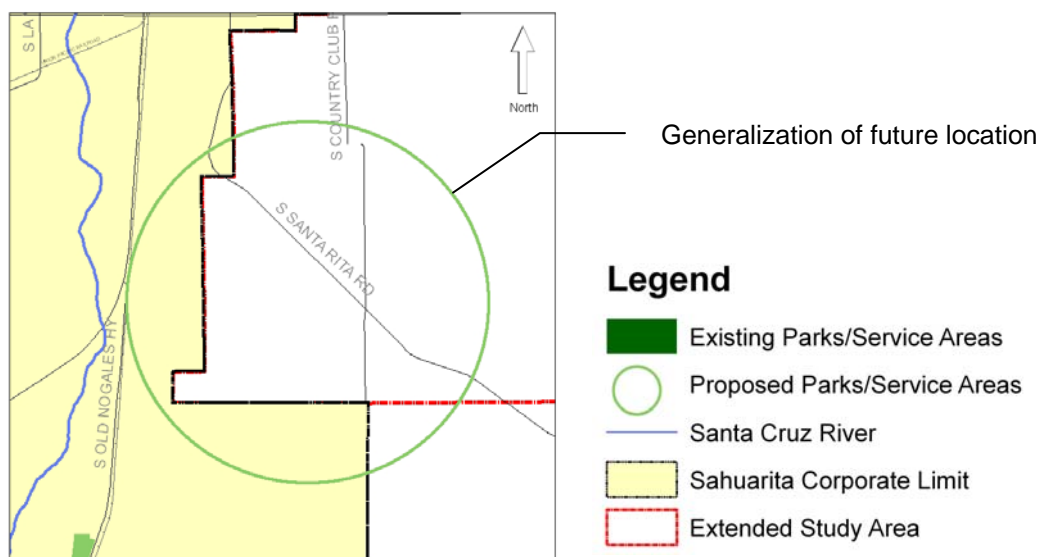 S LA
S COUNTRY CLUB R
North
Generalization of future location
S SANTA RITA RD
S OLD NOGALES HY
Legend
Existing Parks/Service Areas
Proposed Parks/Service Areas
Santa Cruz River
Sahuarita Corporate Limit
Extended Study Area